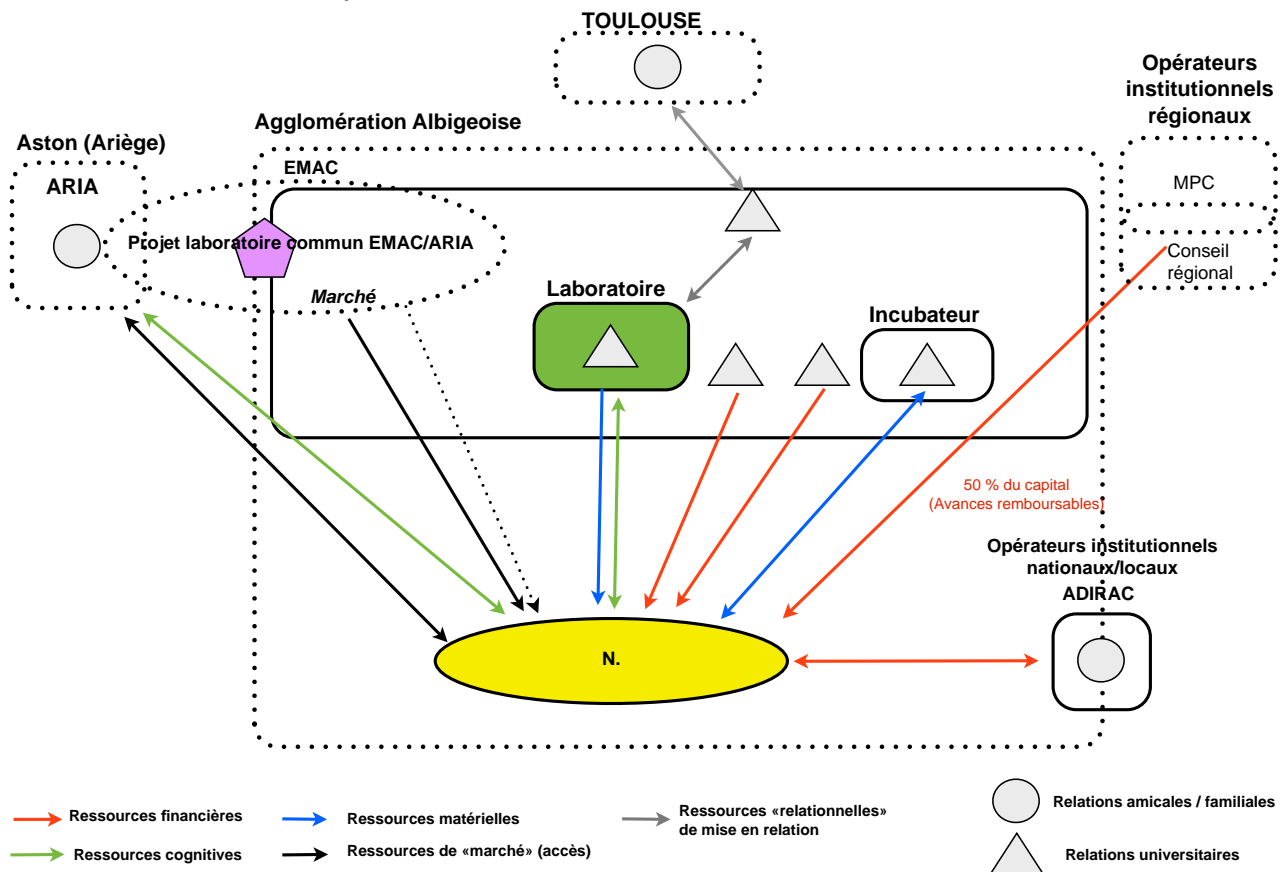 TOULOUSE
Opérateurs
institutionnels
régionaux
Agglomération Albigeoise
Aston (Ariège)
EMAC
ARIA
MPC
Projet laboratoire commun EMAC/ARIA
Conseil
régional
Marché
Laboratoire
Incubateur
50 % du capital
(Avances remboursables)
Opérateurs institutionnels
nationaux/locaux
ADIRAC
N.
Ressources financières
Ressources matérielles
Ressources «relationnelles»
de mise en relation
Relations amicales / familiales
Ressources cognitives
Ressources de «marché» (accès)
Relations universitaires